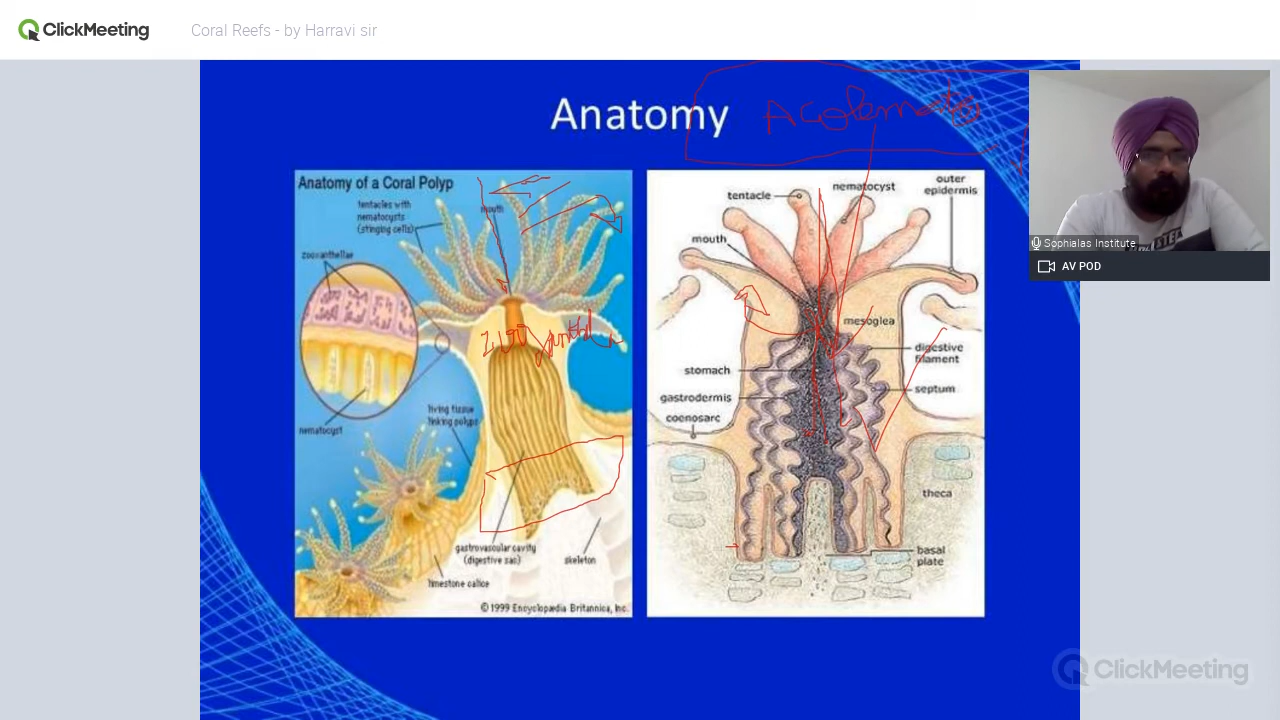 ClickMeeting
Coral Reefs - by Harravi sir
Anatomy
Acolemate
Anatomy of a Coral Polyp
tentacles with
nematocysts
(stinging cells)
mouth
zooxanthellae
nematocyst
living tissue
linking polyps
gastrovascular cavity
(digestive sac)
skeleton
limestone calice
© 1999 Encyclopædia Britannica, Inc.
tentacle
nematocyst
outer
epidermis
mouth
mesoglea
digestive
filament
stomach
septum
gastrodermis
coenosarc
theca
basal
plate
Sophialas Institute
AV POD
ClickMeeting